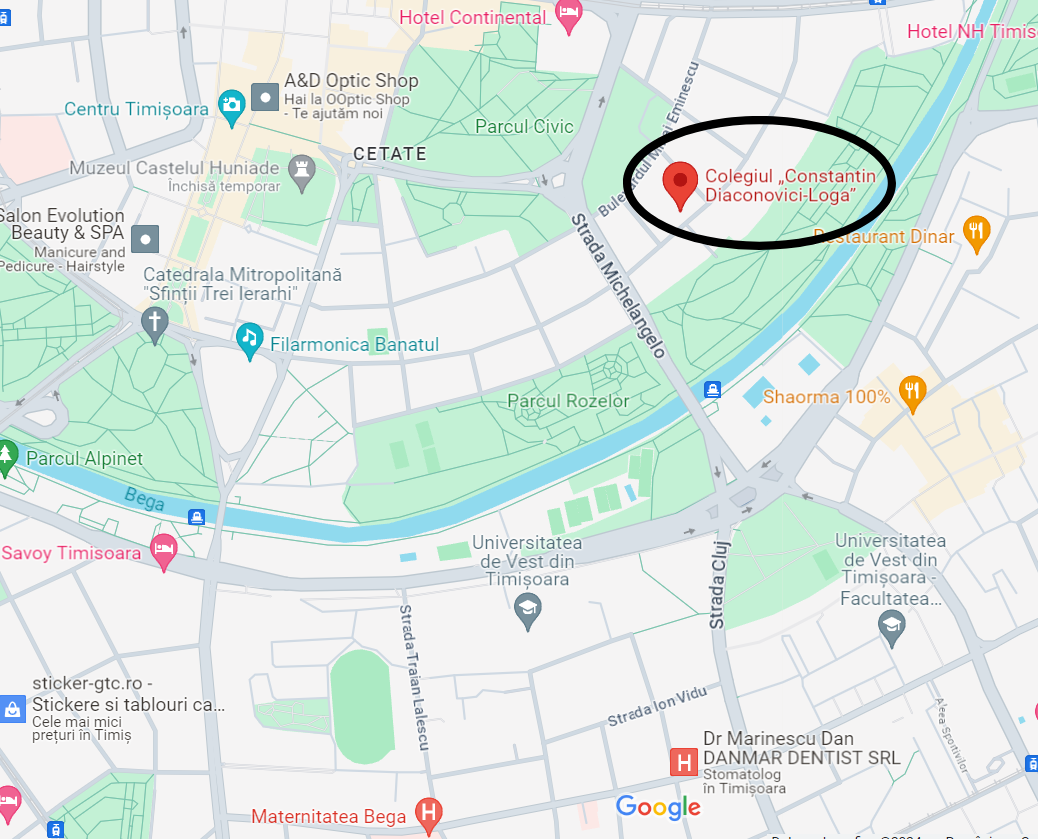 Hotel Continental
Hotel NH Timiso
A&D Optic Shop
Hai la OOptic Shop
- Te ajutăm noi
Centru Timișoara
Bulevardul Mihai Eminescu
Parcul Civic
CETATE
Muzeul Castelul Huniade
Închisă temporar
Colegiul „Constantin
Diaconovici-Loga”
Salon Evolution
Beauty & SPA
Manicure and
Pedicure - Hairstyle
Restaurant Dinar
Strada Michelangelo
Catedrala Mitropolitană
"Sfinții Trei Ierarhi"
Filarmonica Banatul
Parcul Rozelor
Shaorma 100%
Parcul Alpinet
Bega
Savoy Timisoara
Universitatea
de Vest din
Timișoara
Universitatea
de Vest din
Timișoara -
Facultatea...
Strada Cluj
Strada Traian Lalescu
sticker-gtc.ro -
Stickere si tablouri ca...
Cele mai mici
prețuri în Timiș
Strada Ion Vidu
Aleea Sportivilor
H
Dr Marinescu Dan
DANMAR DENTIST SRL
Stomatolog
în Timișoara
Maternitatea Bega
H
Google